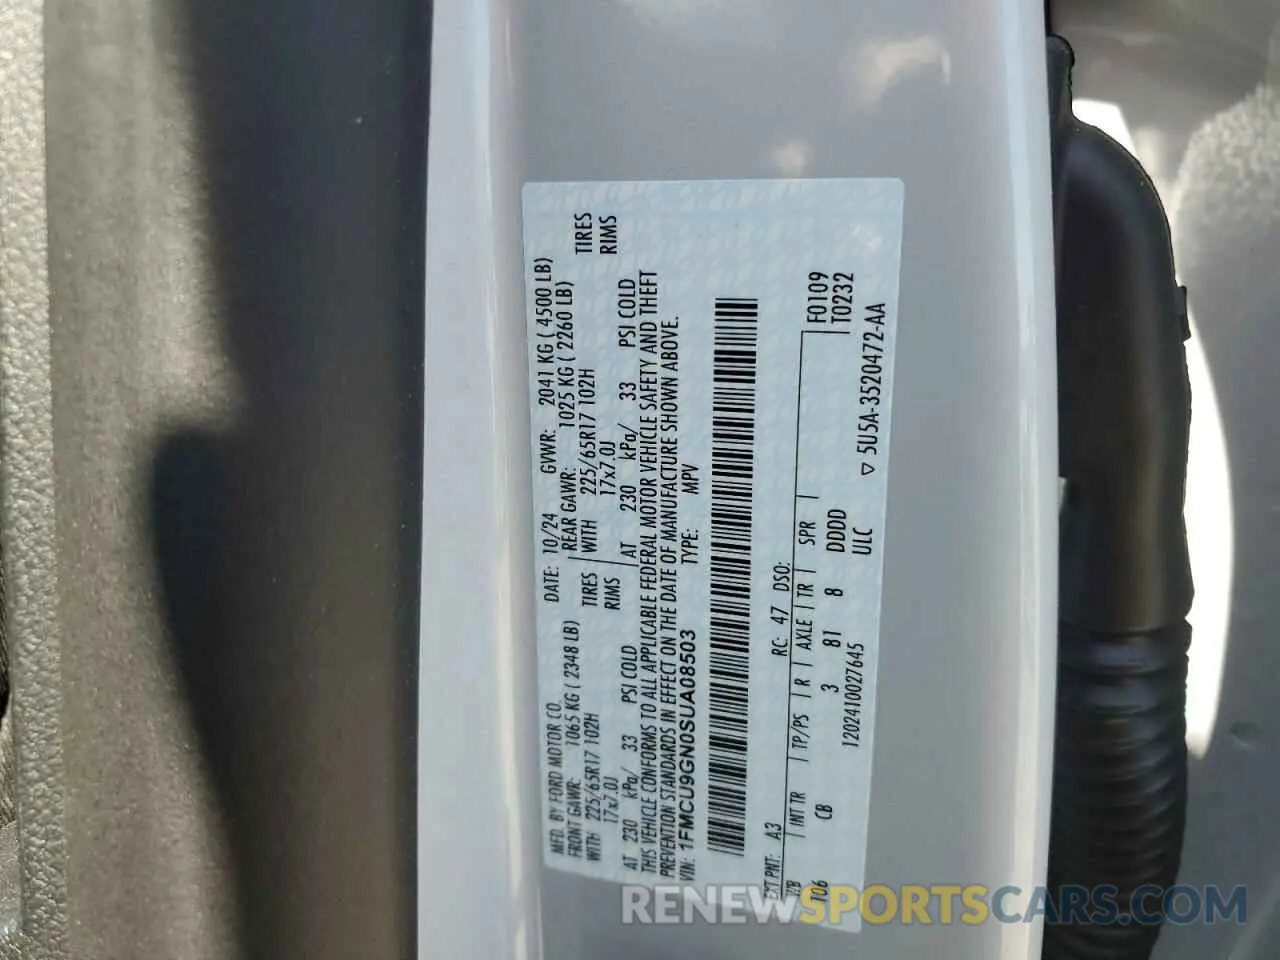 MFD. BY FORD MOTOR CO.
DATE: 10/24 GVWR: 2041 KG ( 4500 LB)
FRONT GAWR: 1065 KG ( 2348 LB) REAR GAWR: 1025 KG ( 2260 LB)
WITH 225/65R17 102H TIRES WITH 225/65R17 102H TIRES
17x7.0J RIMS 17x7.0J RIMS
AT 230 kPa/ 33 PSI COLD AT 230 kPa/ 33 PSI COLD
THIS VEHICLE CONFORMS TO ALL APPLICABLE FEDERAL MOTOR VEHICLE SAFETY AND THEFT
PREVENTION STANDARDS IN EFFECT ON THE DATE OF MANUFACTURE SHOWN ABOVE.
VIN: 1FMCU9GN0SUA08503 TYPE: MPV
EXT PNT: A3 RC: 47 DSO:
WB INT TR TP/PS R AXLE TR SPR F0109
106 CB 3 81 8 DDDD T0232
1202410027645 ULC
▽ 5U5A-3520472-AA
RENEWSPORTSCARS.COM